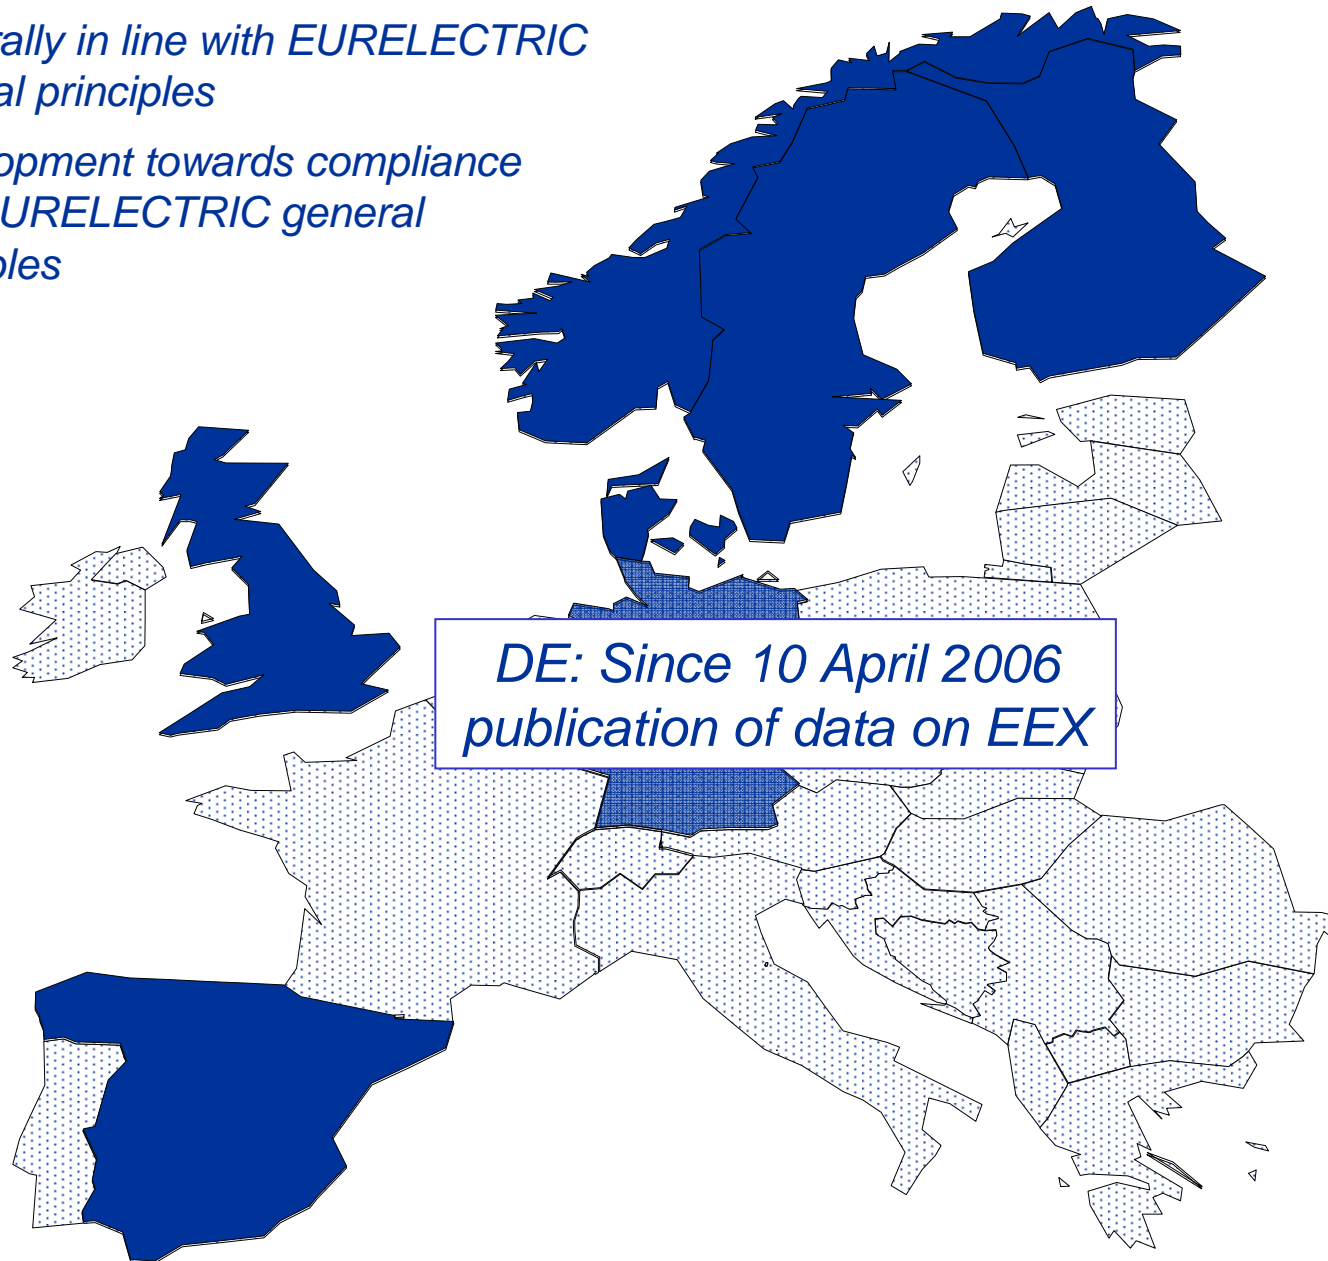 rally in line with EURELECTRIC
al principles
opment towards compliance
URELECTRIC general
ples
DE: Since 10 April 2006
publication of data on EEX